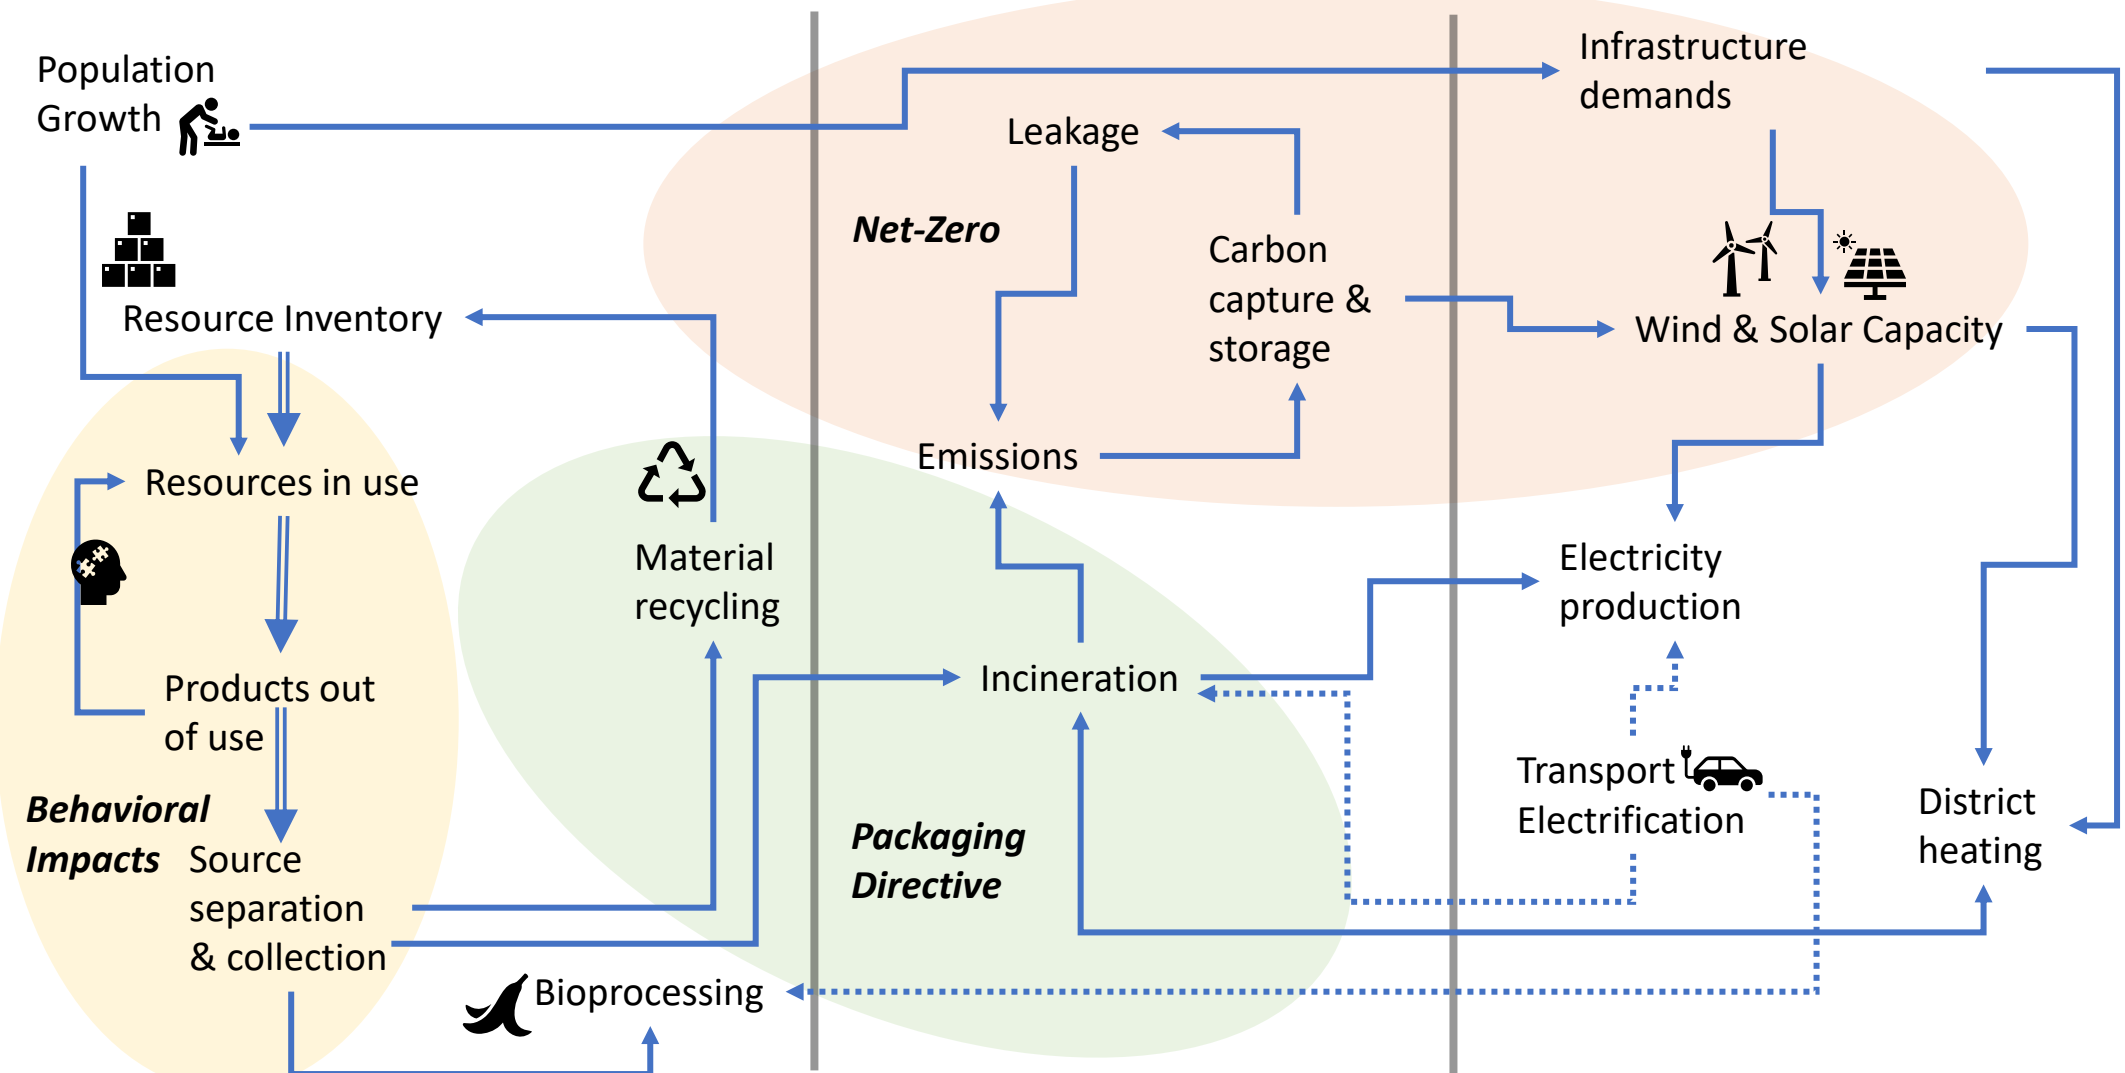 Population
Growth
Resource Inventory
Resources in use
Products out
of use
Behavioral
Impacts
Source
separation
& collection
Material
recycling
Bioprocessing
Leakage
Net-Zero
Carbon
capture &
storage
Emissions
Incineration
Packaging
Directive
Infrastructure
demands
Wind & Solar Capacity
Electricity
production
Transport
Electrification
District
heating